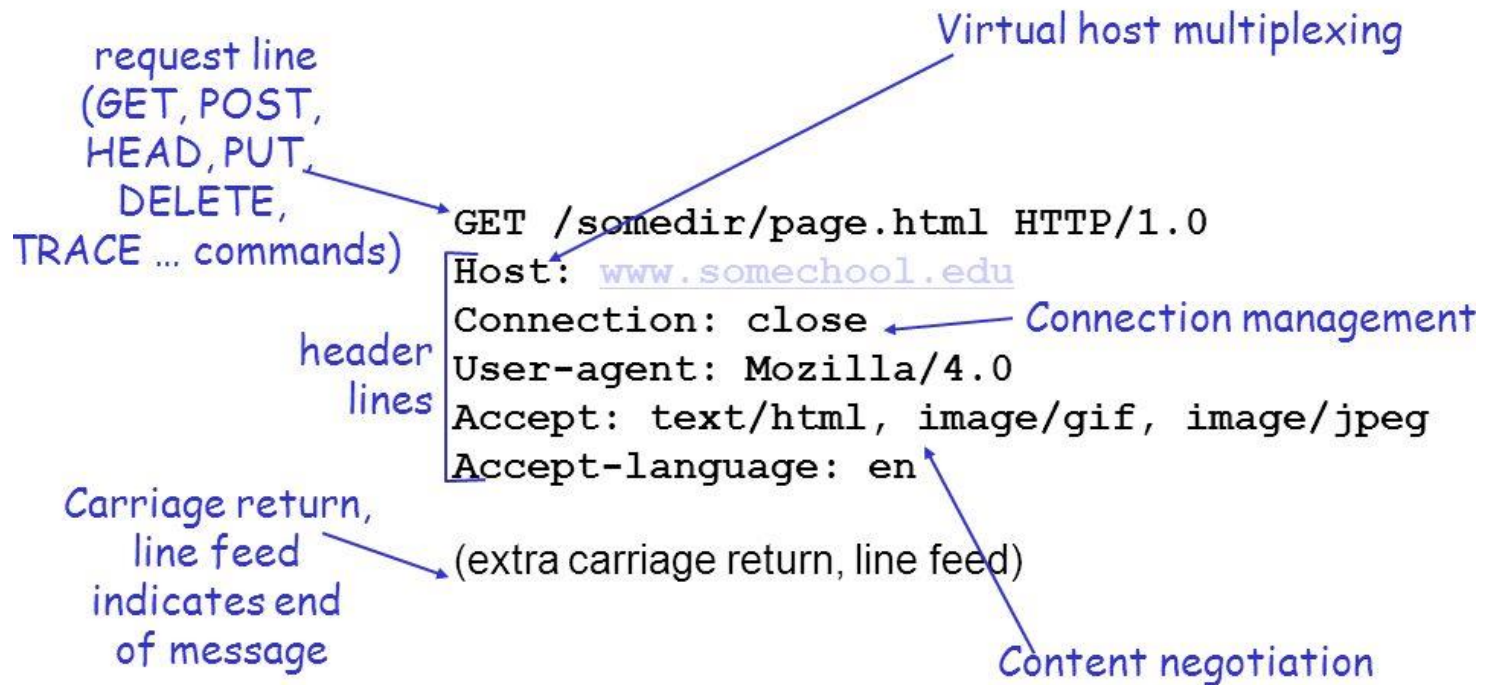 Virtual host multiplexing
request line
(GET, POST,
HEAD, PUT,
DELETE,
TRACE ... commands)
GET /somedir/page.html HTTP/1.0
Host: www.somechool.edu
Connection: close
Connection management
header
lines
User-agent: Mozilla/4.0
Accept: text/html, image/gif, image/jpeg
Accept-language: en
Carriage return,
line feed
indicates end
of message
(extra carriage return, line feed)
Content negotiation